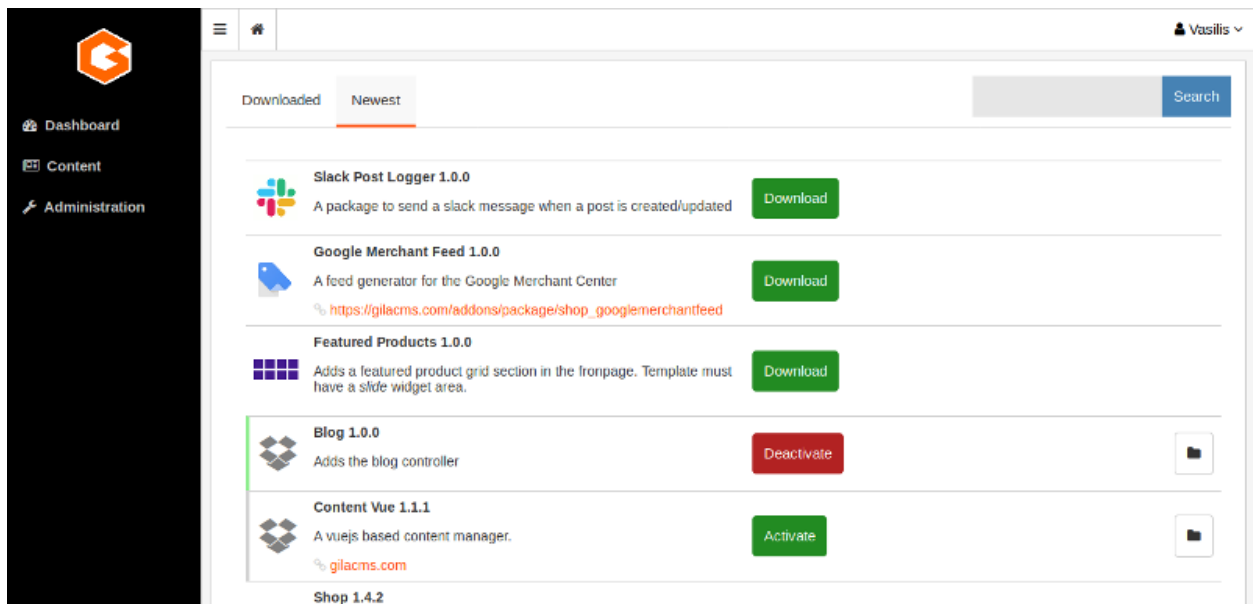 Vasilis
Downloaded
Newest
Search
Dashboard
Content
Administration
Slack Post Logger 1.0.0
A package to send a slack message when a post is created/updated
Download
Google Merchant Feed 1.0.0
A feed generator for the Google Merchant Center
https://gilacms.com/addons/package/shop_googlemerchantfeed
Download
Featured Products 1.0.0
Adds a featured product grid section in the fronpage. Template must
have a slide widget area.
Download
Blog 1.0.0
Adds the blog controller
Deactivate
Content Vue 1.1.1
A vuejs based content manager.
gilacms.com
Activate
Shop 1.4.2